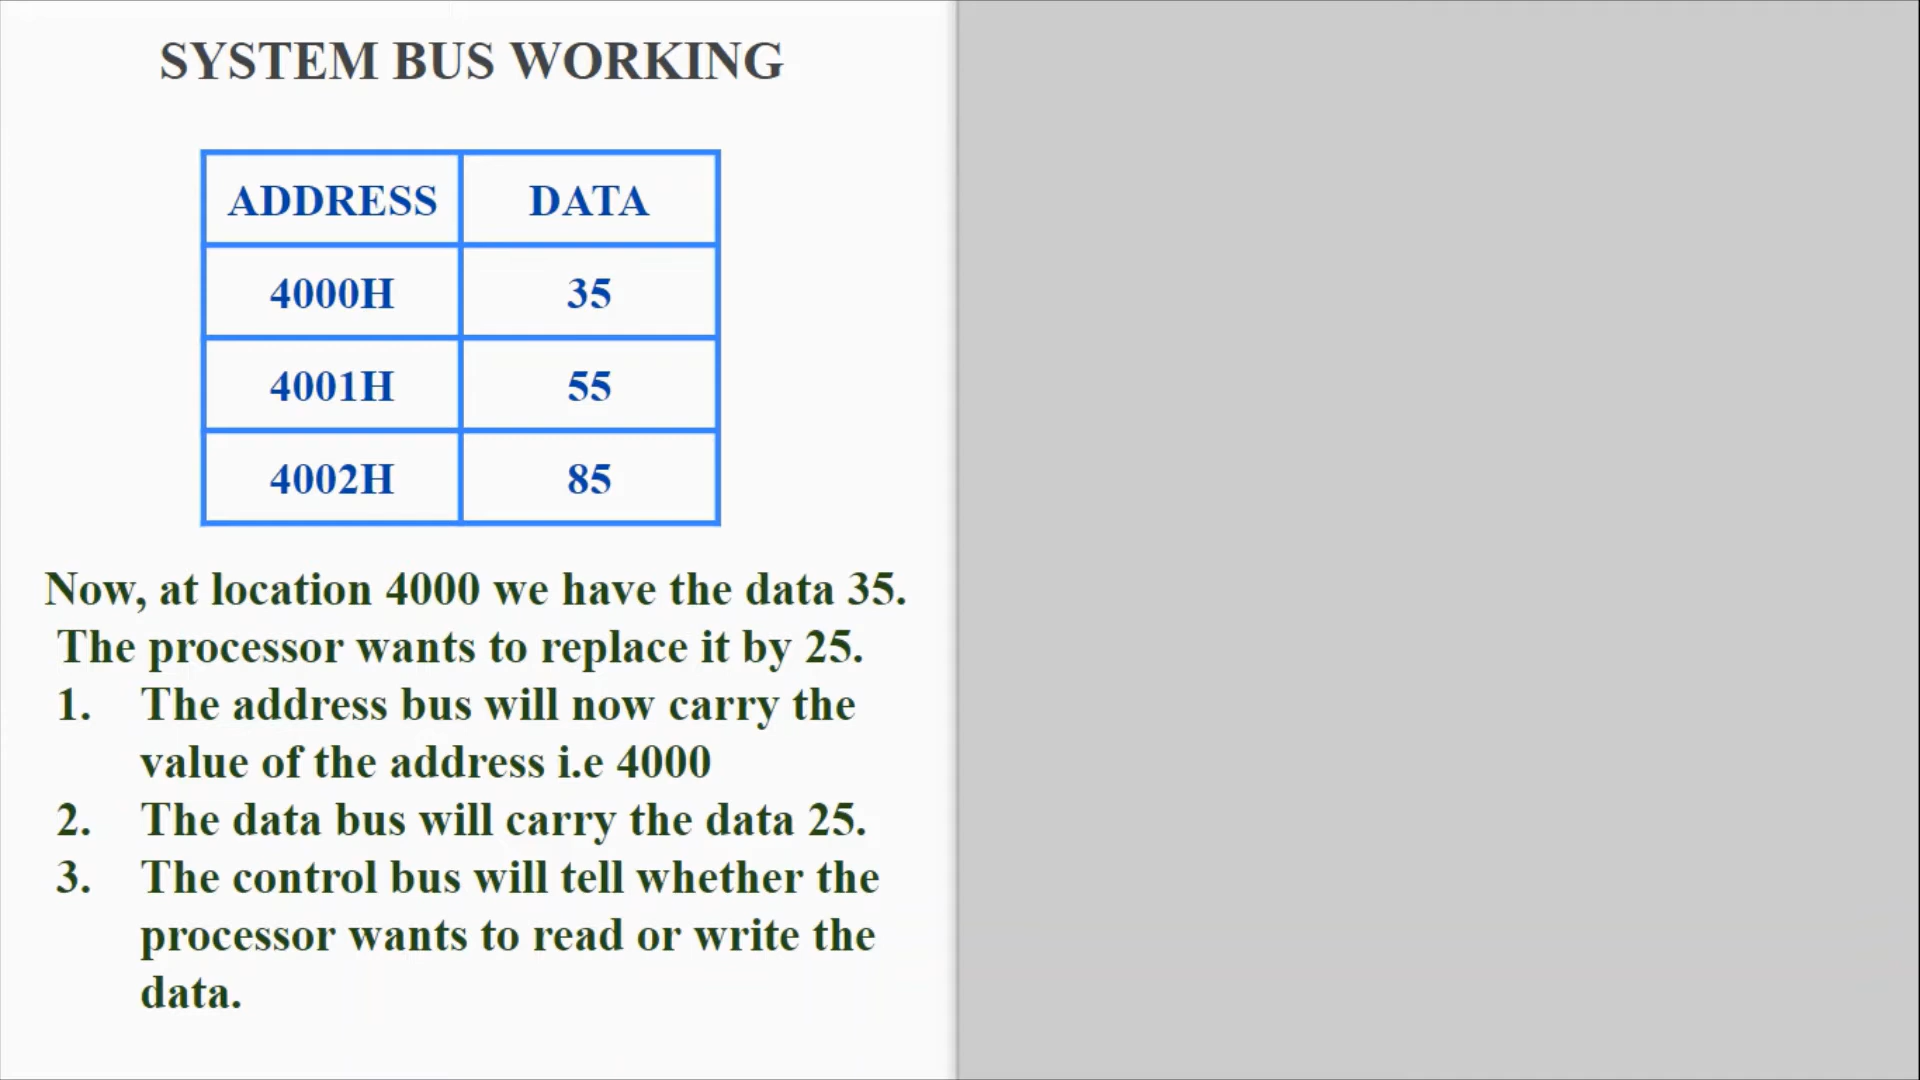 SYSTEM BUS WORKING
ADDRESS DATA
4000H 35
4001H 55
4002H 85
Now, at location 4000 we have the data 35.
The processor wants to replace it by 25.
1. The address bus will now carry the
value of the address i.e 4000
2. The data bus will carry the data 25.
3. The control bus will tell whether the
processor wants to read or write the
data.